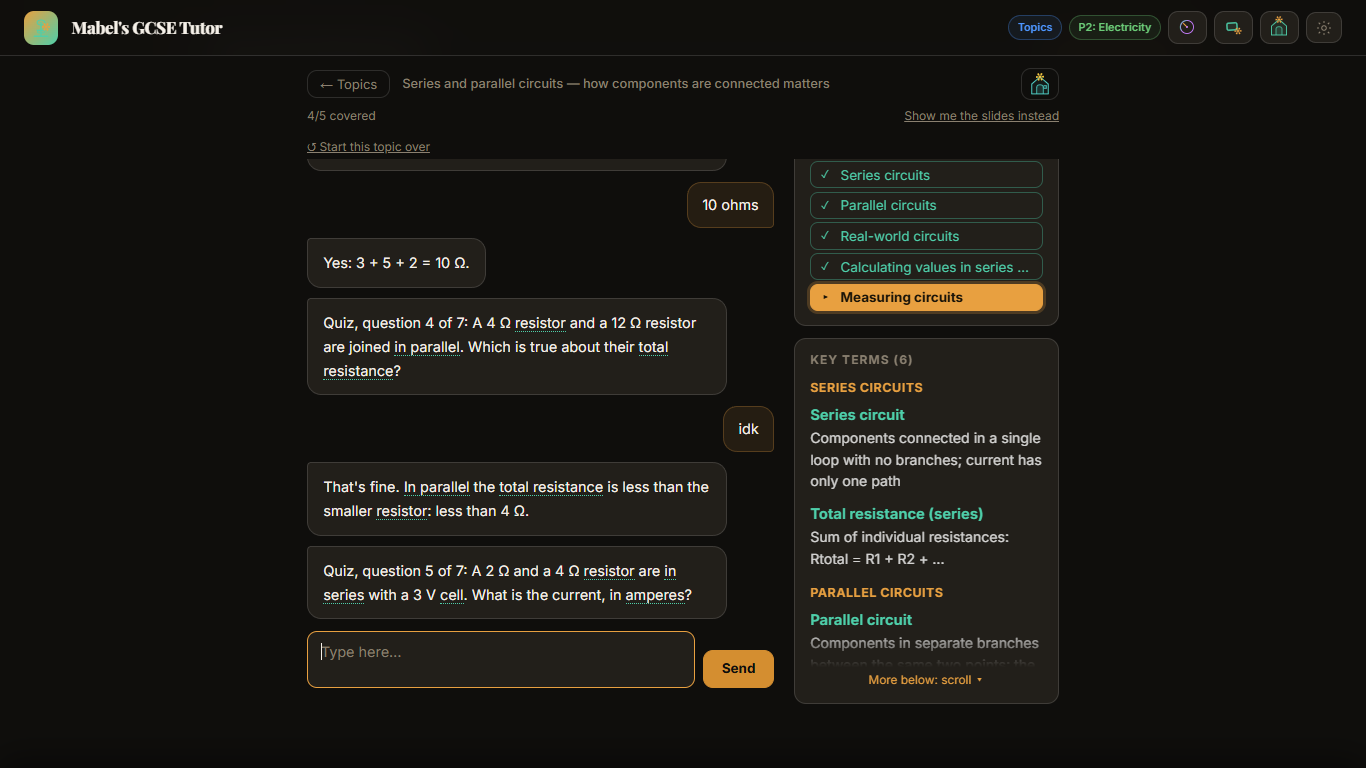 Mabel's GCSE Tutor
Topics
P2: Electricity
← Topics
Series and parallel circuits — how components are connected matters
4/5 covered
Show me the slides instead
↺ Start this topic over
10 ohms
Yes: 3 + 5 + 2 = 10 Ω.
Quiz, question 4 of 7: A 4 Ω resistor and a 12 Ω resistor
are joined in parallel. Which is true about their total
resistance?
idk
That's fine. In parallel the total resistance is less than the
smaller resistor: less than 4 Ω.
Quiz, question 5 of 7: A 2 Ω and a 4 Ω resistor are in
series with a 3 V cell. What is the current, in amperes?
Type here...
Send
✓ Series circuits
✓ Parallel circuits
✓ Real-world circuits
✓ Calculating values in series ...
▸ Measuring circuits
KEY TERMS (6)
SERIES CIRCUITS
Series circuit
Components connected in a single
loop with no branches; current has
only one path
Total resistance (series)
Sum of individual resistances:
Rtotal = R1 + R2 + ...
PARALLEL CIRCUITS
Parallel circuit
Components in separate branches
between the same two points; the
More below: scroll ▾